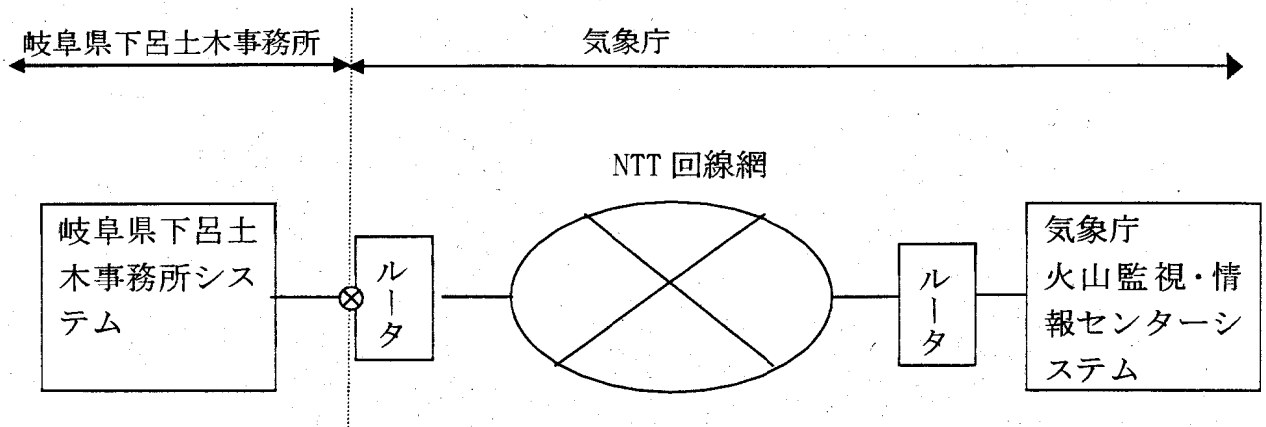 岐阜県下呂土木事務所
気象庁
NTT 回線網
岐阜県下呂土
木事務所シス
テム
ルータ
ルータ
気象庁
火山監視・情
報センターシ
ステム